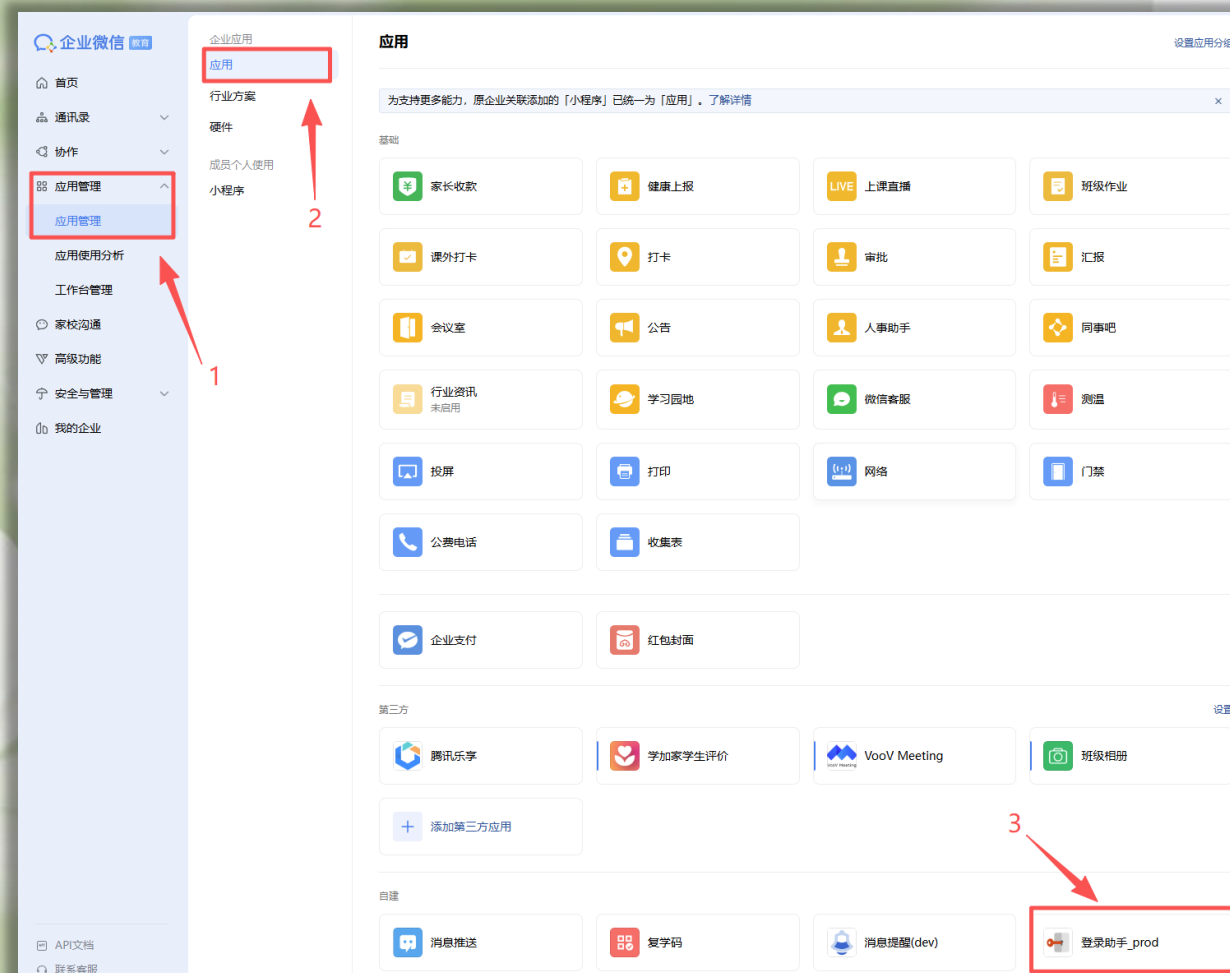 企业微信 教育
首页
通讯录
协作
应用管理
应用管理
应用使用分析
工作台管理
家校沟通
高级功能
安全与管理
我的企业
API文档
联系客服
1
企业应用
应用
行业方案
硬件
成员个人使用
小程序
2
应用
设置应用分组
为支持更多能力，原企业关联添加的「小程序」已统一为「应用」。了解详情
基础
家长收款 健康上报 上课直播 班级作业
LIVE
课外打卡 打卡 审批 汇报
会议室 公告 人事助手 同事吧
行业资讯 学习园地 微信客服 测温
未启用
投屏 打印 网络 门禁
公费电话 收集表
企业支付 红包封面
第三方 设置
腾讯乐享 学加家学生评价 VooV Meeting 班级相册
VooV Meeting
添加第三方应用
3
自建
消息推送 复学码 消息提醒(dev) 登录助手_prod